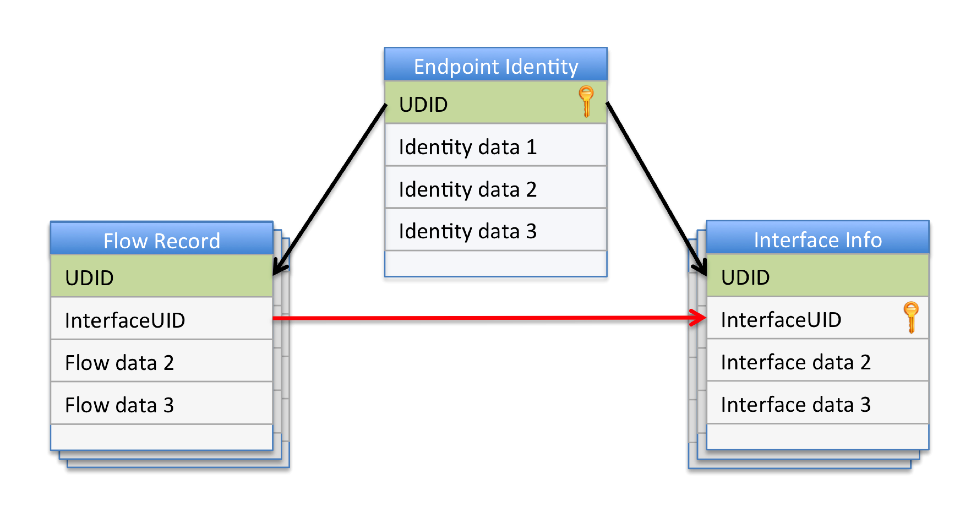 Endpoint Identity
UDID
Identity data 1
Identity data 2
Identity data 3
Flow Record
UDID
InterfaceUID
Flow data 2
Flow data 3
Interface Info
UDID
InterfaceUID
Interface data 2
Interface data 3